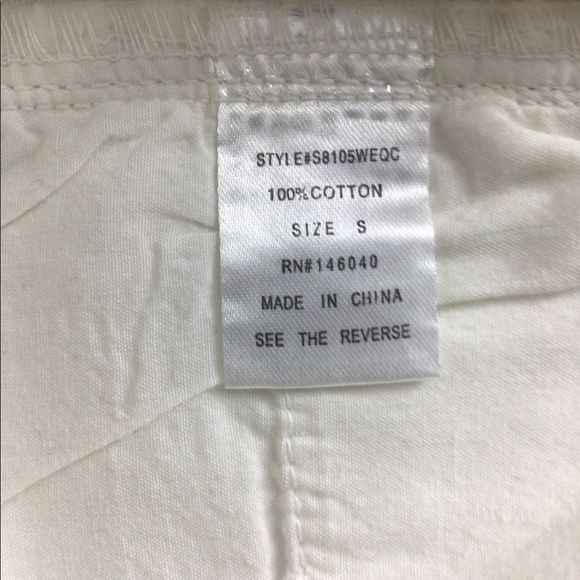 STYLE#S8105WEQC
100%COTTON
SIZE S
RN#146040
MADE IN CHINA
SEE THE REVERSE